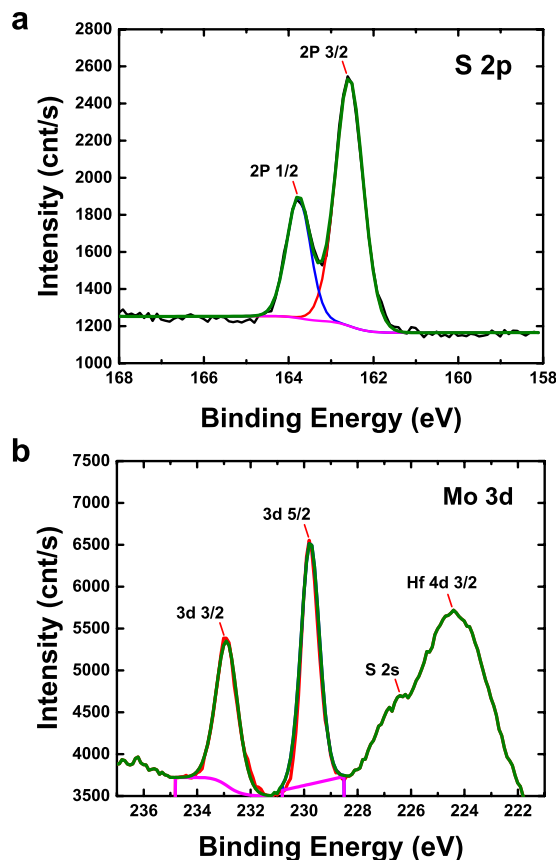 a
S 2p
2P 3/2
2P 1/2
Intensity (cnt/s)
2800
2600
2400
2200
2000
1800
1600
1400
1200
1000
168 166 164 162 160 158
Binding Energy (eV)
b
Mo 3d
3d 5/2
Hf 4d 3/2
3d 3/2
S 2s
Intensity (cnt/s)
7500
7000
6500
6000
5500
5000
4500
4000
3500
236 234 232 230 228 226 224 222
Binding Energy (eV)